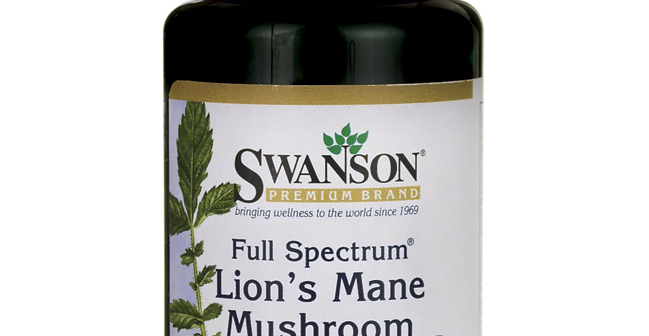 SWANSON®
PREMIUM BRAND
bringing wellness to the world since 1969
Full Spectrum®
Lion's Mane
Mushroom